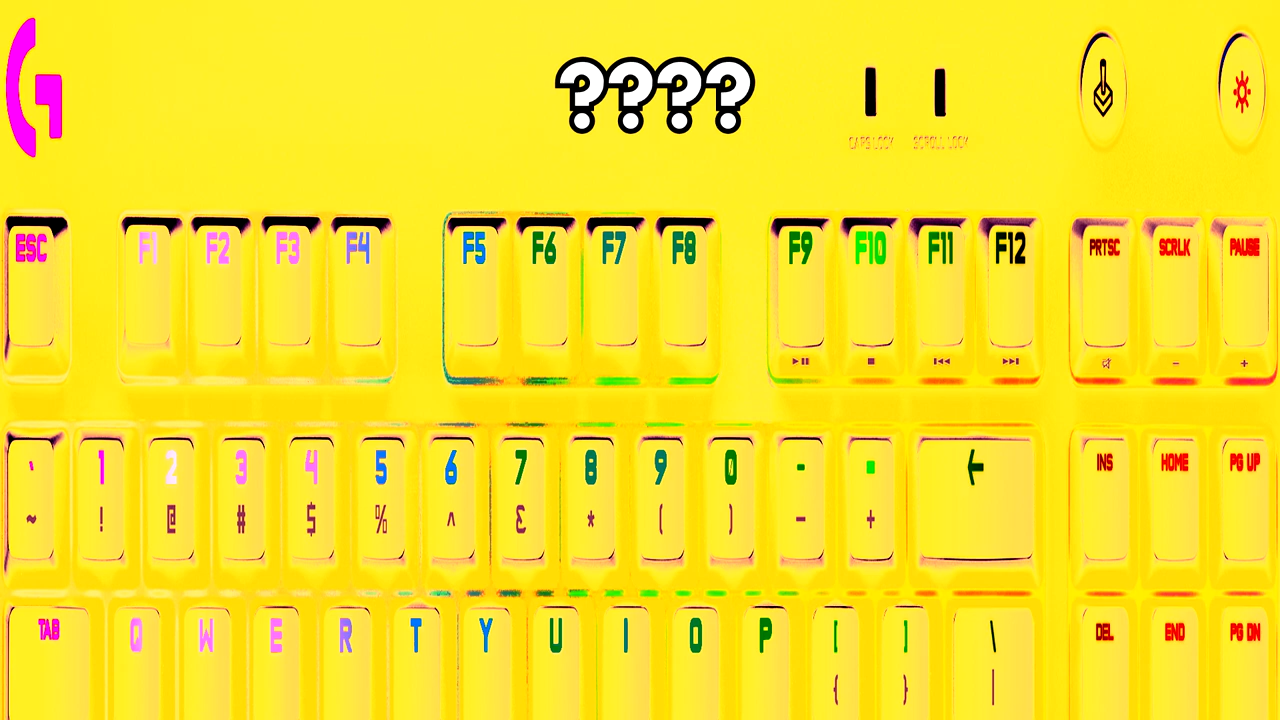 ????
CAPS LOCK SCROLL LOCK
ESC F1 F2 F3 F4 F5 F6 F7 F8 F9 F10 F11 F12 PRTSC SCRLK PAUSE
1 2 3 4 5 6 7 8 9 0 -
~ ! @ # $ % ^ & * ( ) _ +
INS HOME PG UP
TAB Q W E R T Y U I O P [ ] \
{ } |
DEL END PG DN